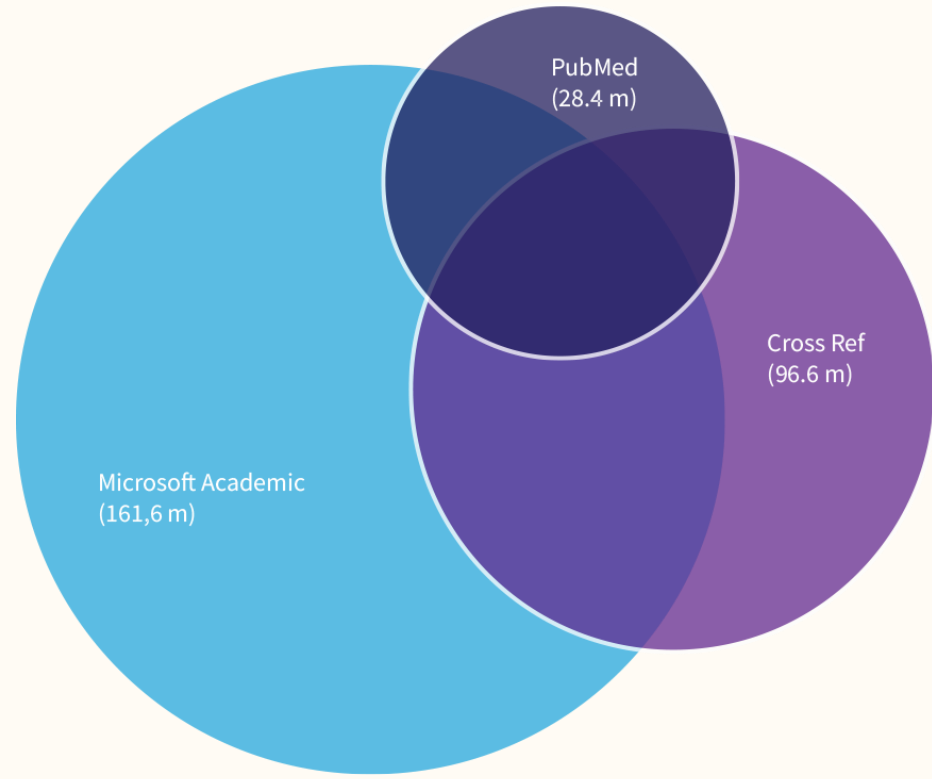 PubMed
(28.4 m)
Cross Ref
(96.6 m)
Microsoft Academic
(161,6 m)